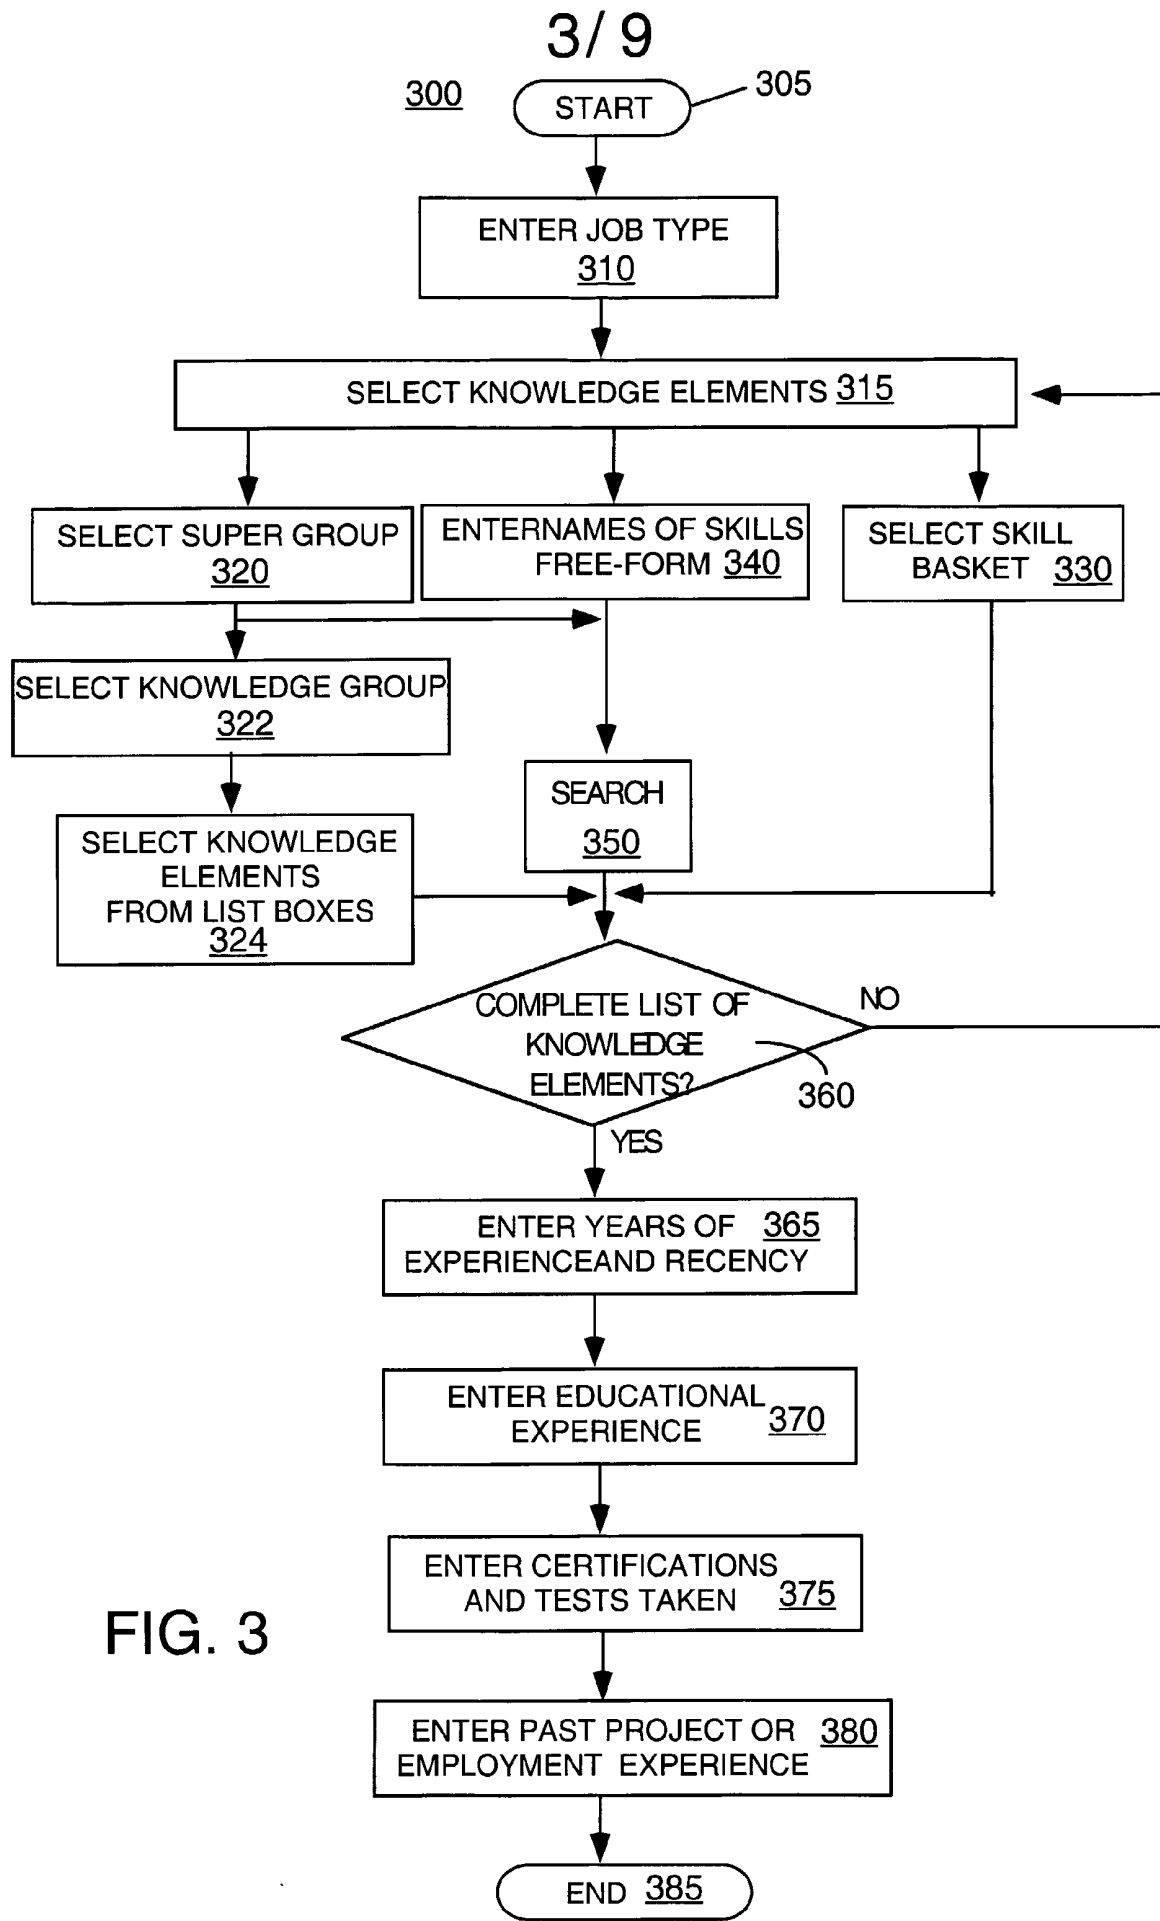 3/9
300
START
305
ENTER JOB TYPE
310
SELECT KNOWLEDGE ELEMENTS 315
SELECT SUPER GROUP
320
ENTERNAMES OF SKILLS
FREE-FORM 340
SELECT SKILL
BASKET 330
SELECT KNOWLEDGE GROUP
322
SEARCH
350
SELECT KNOWLEDGE
ELEMENTS
FROM LIST BOXES
324
COMPLETE LIST OF
KNOWLEDGE
ELEMENTS?
NO
360
YES
ENTER YEARS OF 365
EXPERIENCEAND RECENCY
ENTER EDUCATIONAL
EXPERIENCE 370
ENTER CERTIFICATIONS
AND TESTS TAKEN 375
FIG. 3
ENTER PAST PROJECT OR 380
EMPLOYMENT EXPERIENCE
END 385